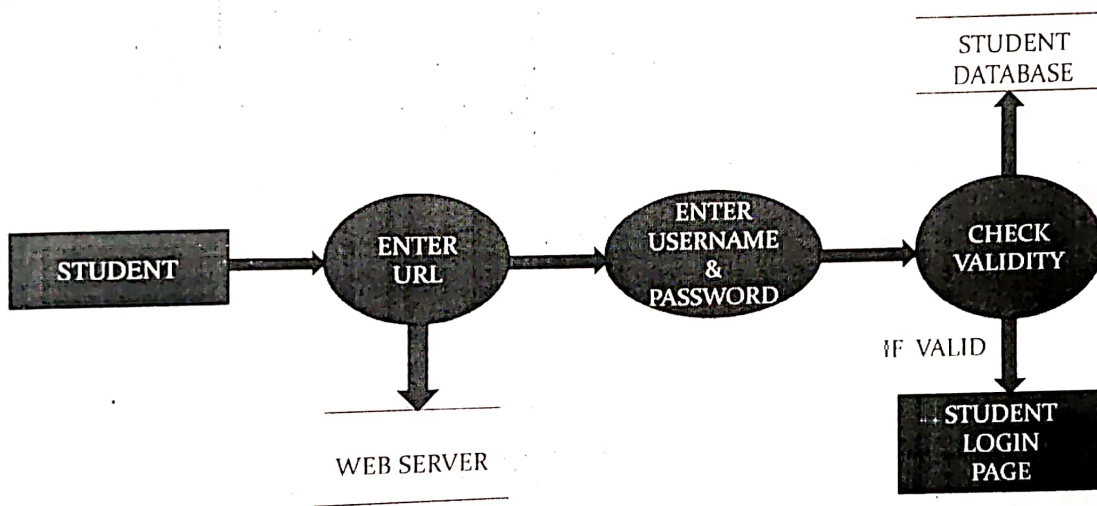 STUDENT
DATABASE
STUDENT
ENTER
URL
ENTER
USERNAME
&
PASSWORD
CHECK
VALIDITY
IF VALID
WEB SERVER
STUDENT
LOGIN
PAGE